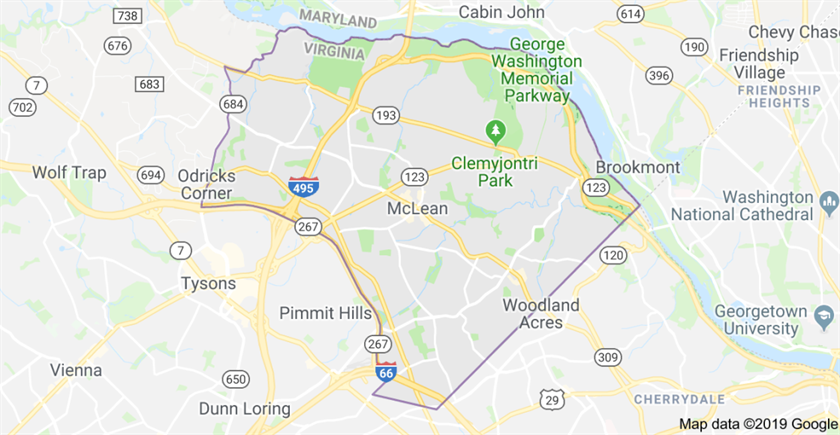 MARYLAND
Cabin John
738
614
676
VIRGINIA
George
Washington
Memorial
Parkway
Chevy Chase
190
Friendship
Village
7
683
396
FRIENDSHIP
HEIGHTS
702
684
193
Clemyjontri
Park
Brookmont
Wolf Trap
694
Odricks
Corner
495
123
123
Washington
National Cathedral
McLean
267
7
120
Tysons
Pimmit Hills
Woodland
Acres
Georgetown
University
267
309
Vienna
650
66
29
CHERRYDALE
Dunn Loring
Map data ©2019 Google